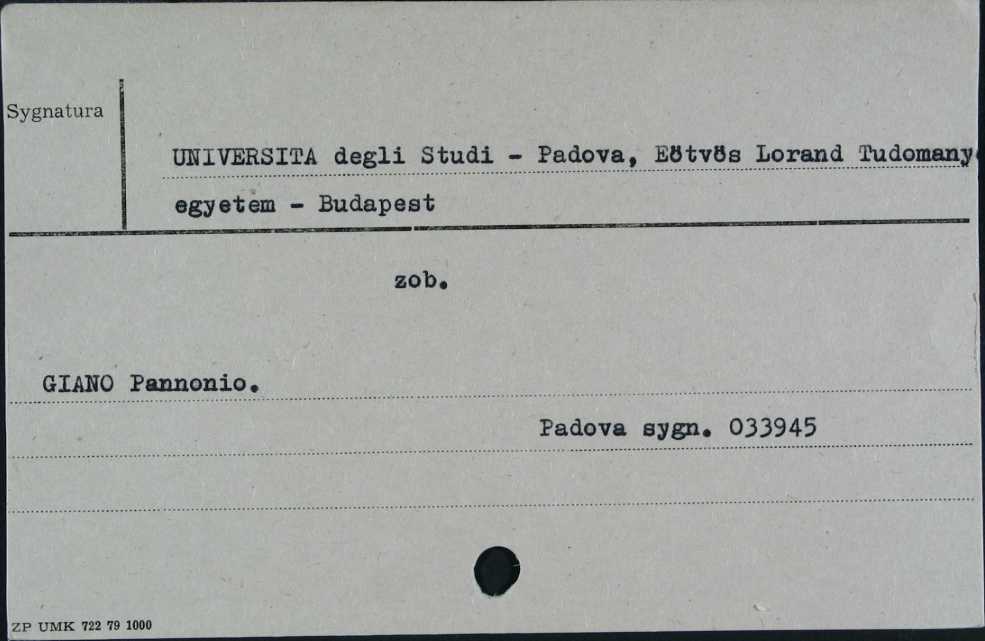 Sygnatura
UNIVERSITA degli Studi - Padova, Eötvös Lorand Tudomany
egyetem - Budapest
zob.
GIANO Pannonio.
Padova sygn. 033945
ZP UMK 722 79 1000